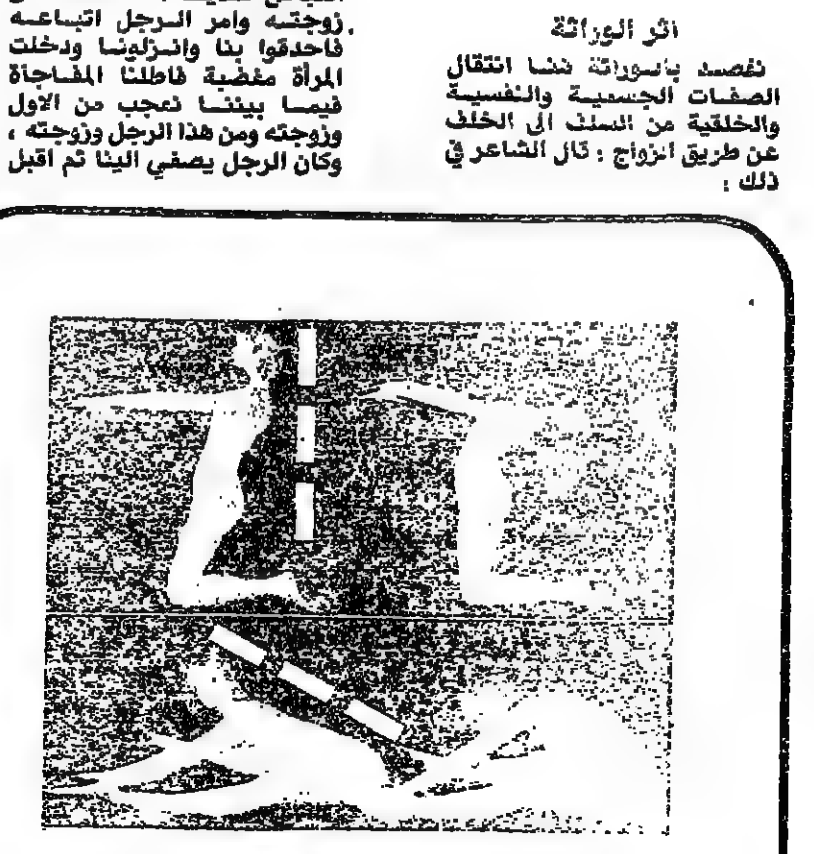 اثر الوراثة
نقصد بالوراثة هنا انتقال
الصفات الجسمية والنفسية
والخلقية من السلف الى الخلف
عن طريق الزواج : قال الشاعر في
ذلك :
زوجته وامر الرجل اتباعه
فاحدقوا بنا وانزلونا ودخلت
المرأة مغضبة فاطلنا المفاجأة
فيما بيننا نعجب من الاول
وزوجته ومن هذا الرجل وزوجته ،
وكان الرجل يصغي الينا ثم اقبل